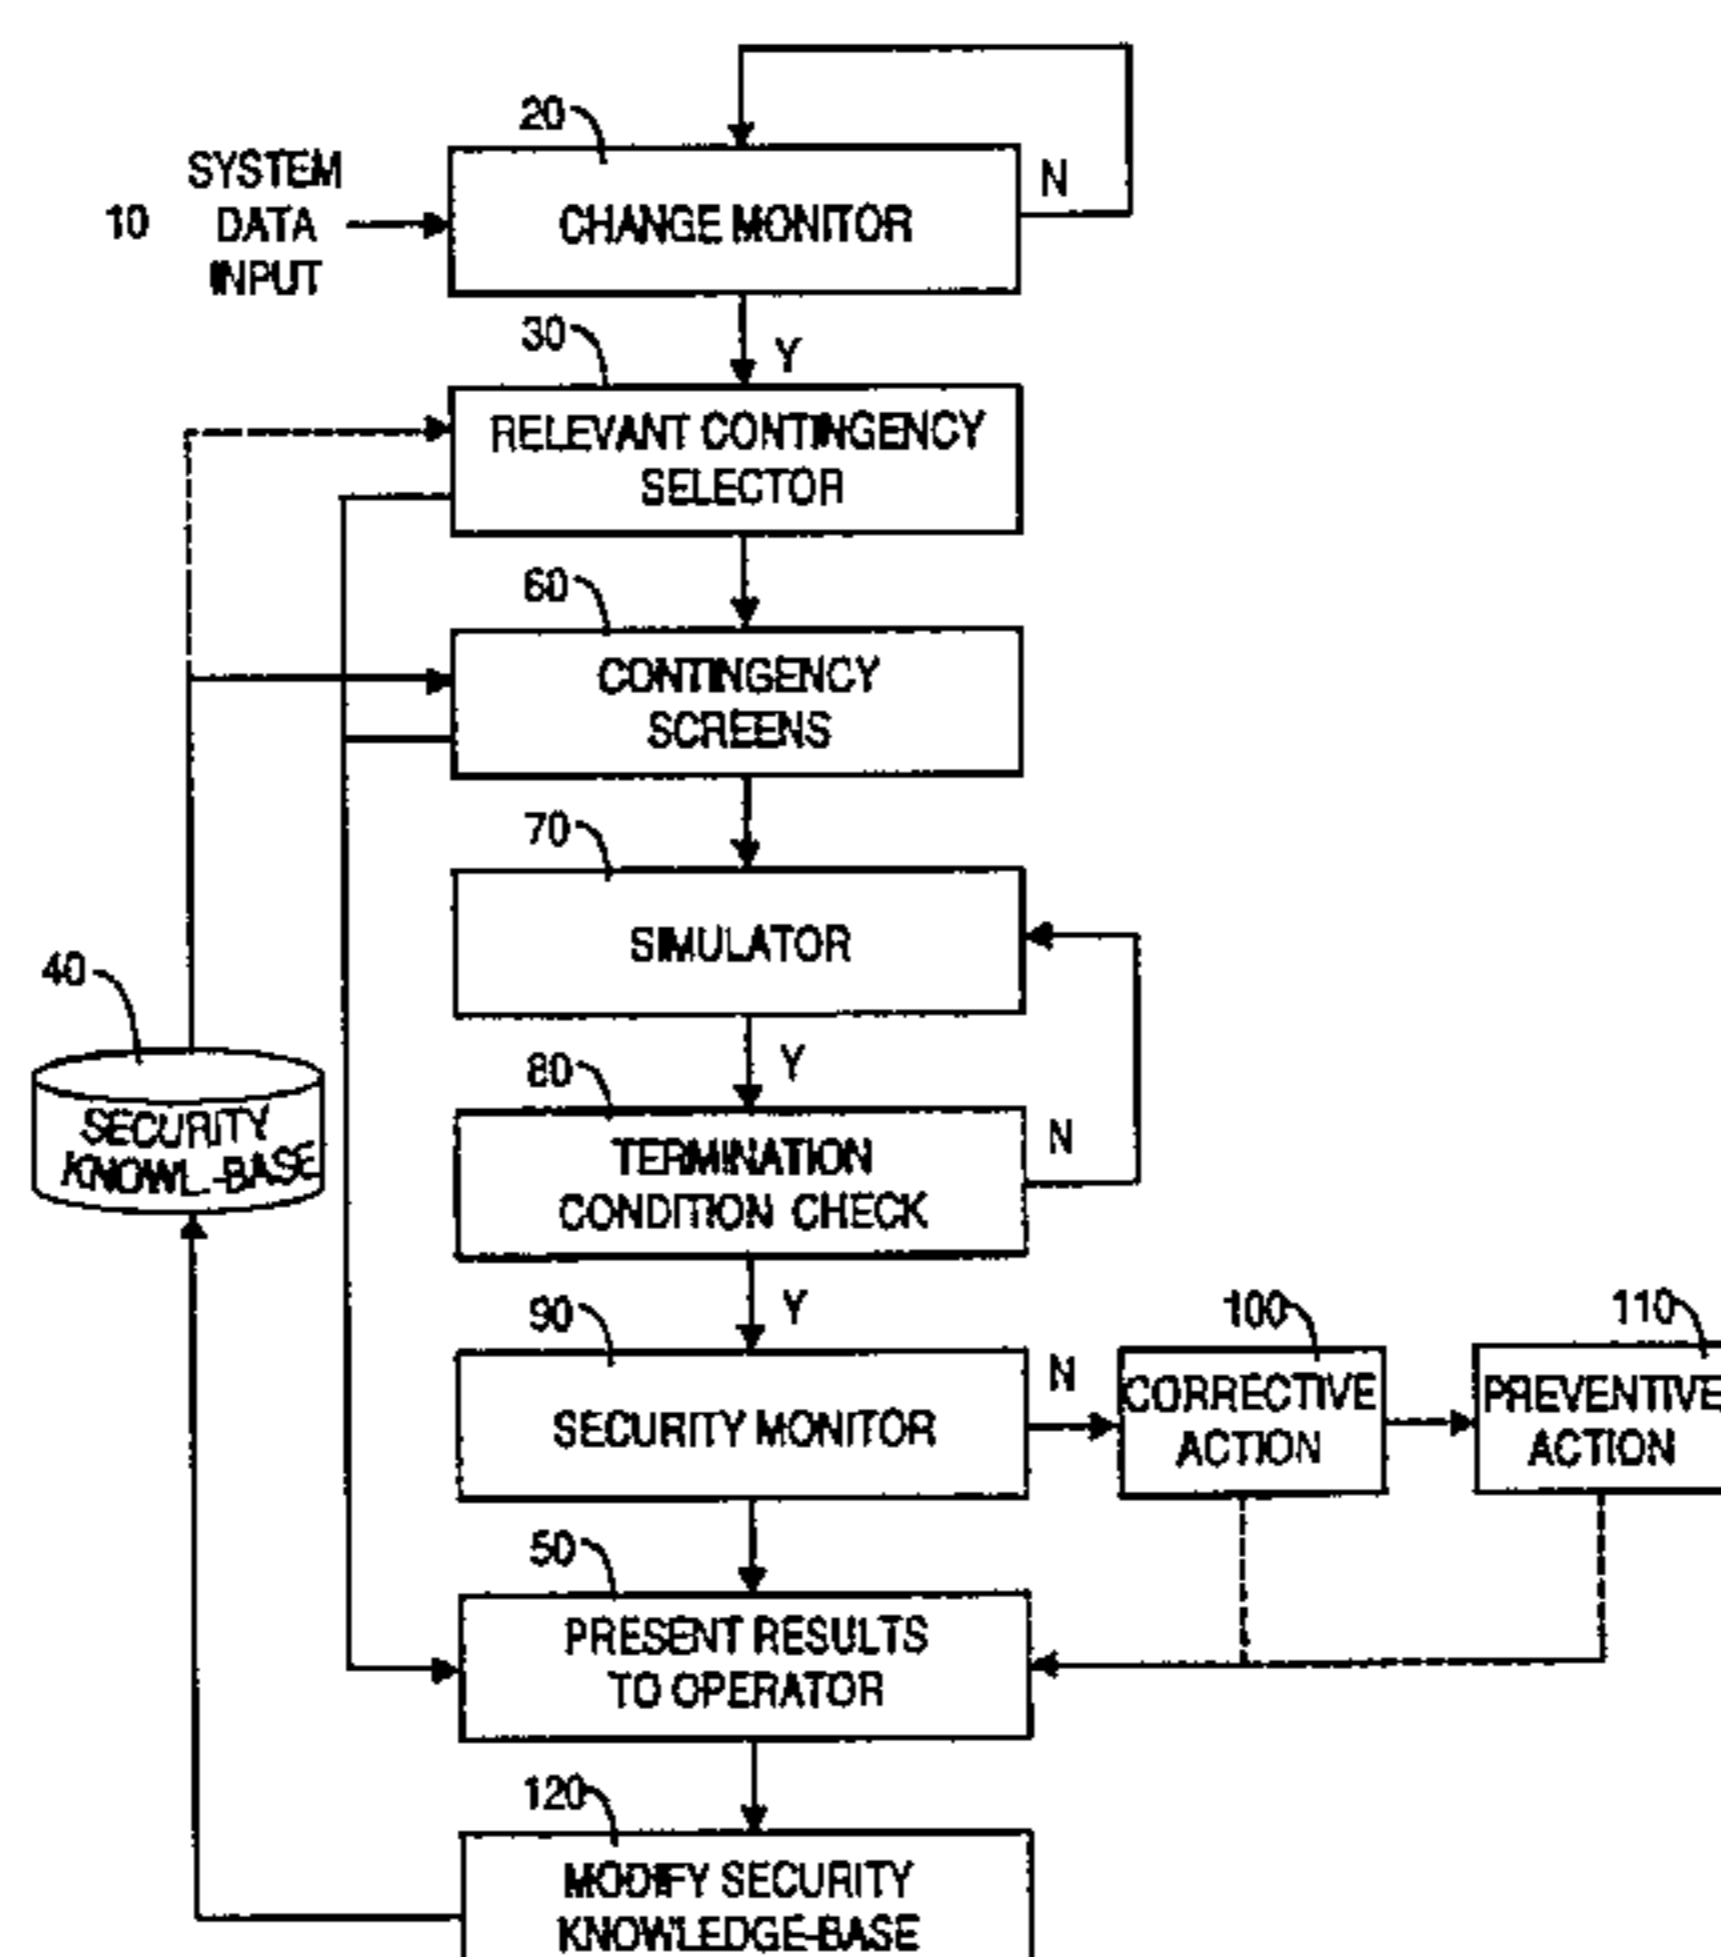 20
SYSTEM
DATA
INPUT
10
CHANGE MONITOR
N
Y
30
RELEVANT CONTINGENCY
SELECTOR
60
CONTINGENCY
SCREENS
70
SIMULATOR
Y
40
SECURITY
KNOWL.-BASE
80
TERMINATION
CONDITION CHECK
N
Y
90
SECURITY MONITOR
N
100
CORRECTIVE
ACTION
110
PREVENTIVE
ACTION
50
PRESENT RESULTS
TO OPERATOR
120
MODIFY SECURITY
KNOWLEDGE-BASE